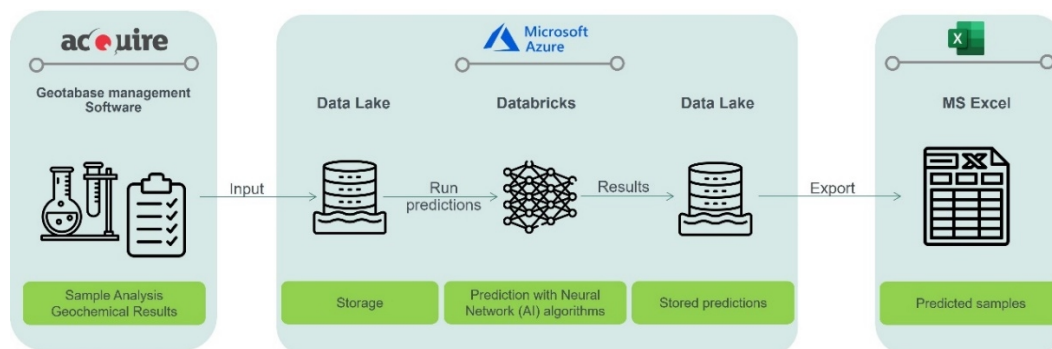 acQuire
Geotabase management
Software
Input
Sample Analysis
Geochemical Results
Microsoft
Azure
Data Lake
Databricks
Data Lake
Run
predictions
Results
Storage
Prediction with Neural
Network (AI) algorithms
Stored predictions
Export
X
MS Excel
X
Predicted samples